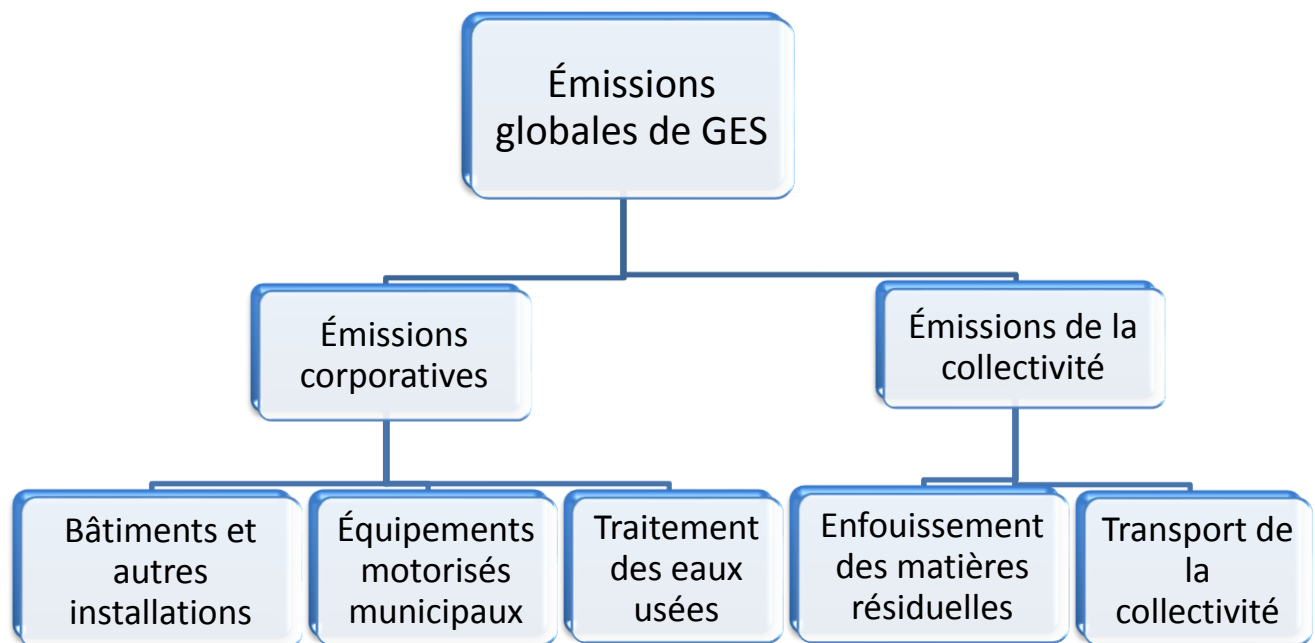 Émissions
globales de GES
Émissions
corporatives
Émissions de la
collectivité
Bâtiments et
autres
installations
Équipements
motorisés
municipaux
Traitement
des eaux
usées
Enfouissement
des matières
résiduelles
Transport de
la
collectivité